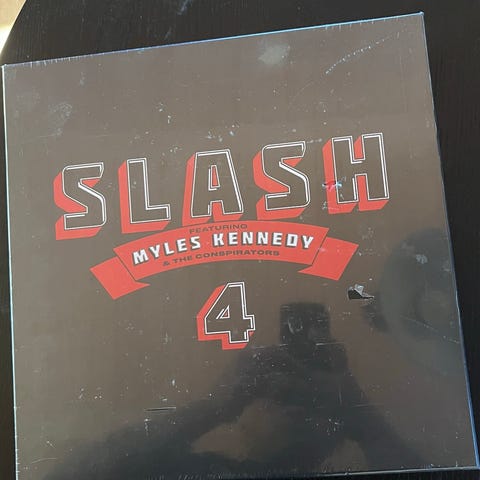 SLASH
FEATURING
MYLES KENNEDY
& THE CONSPIRATORS
4